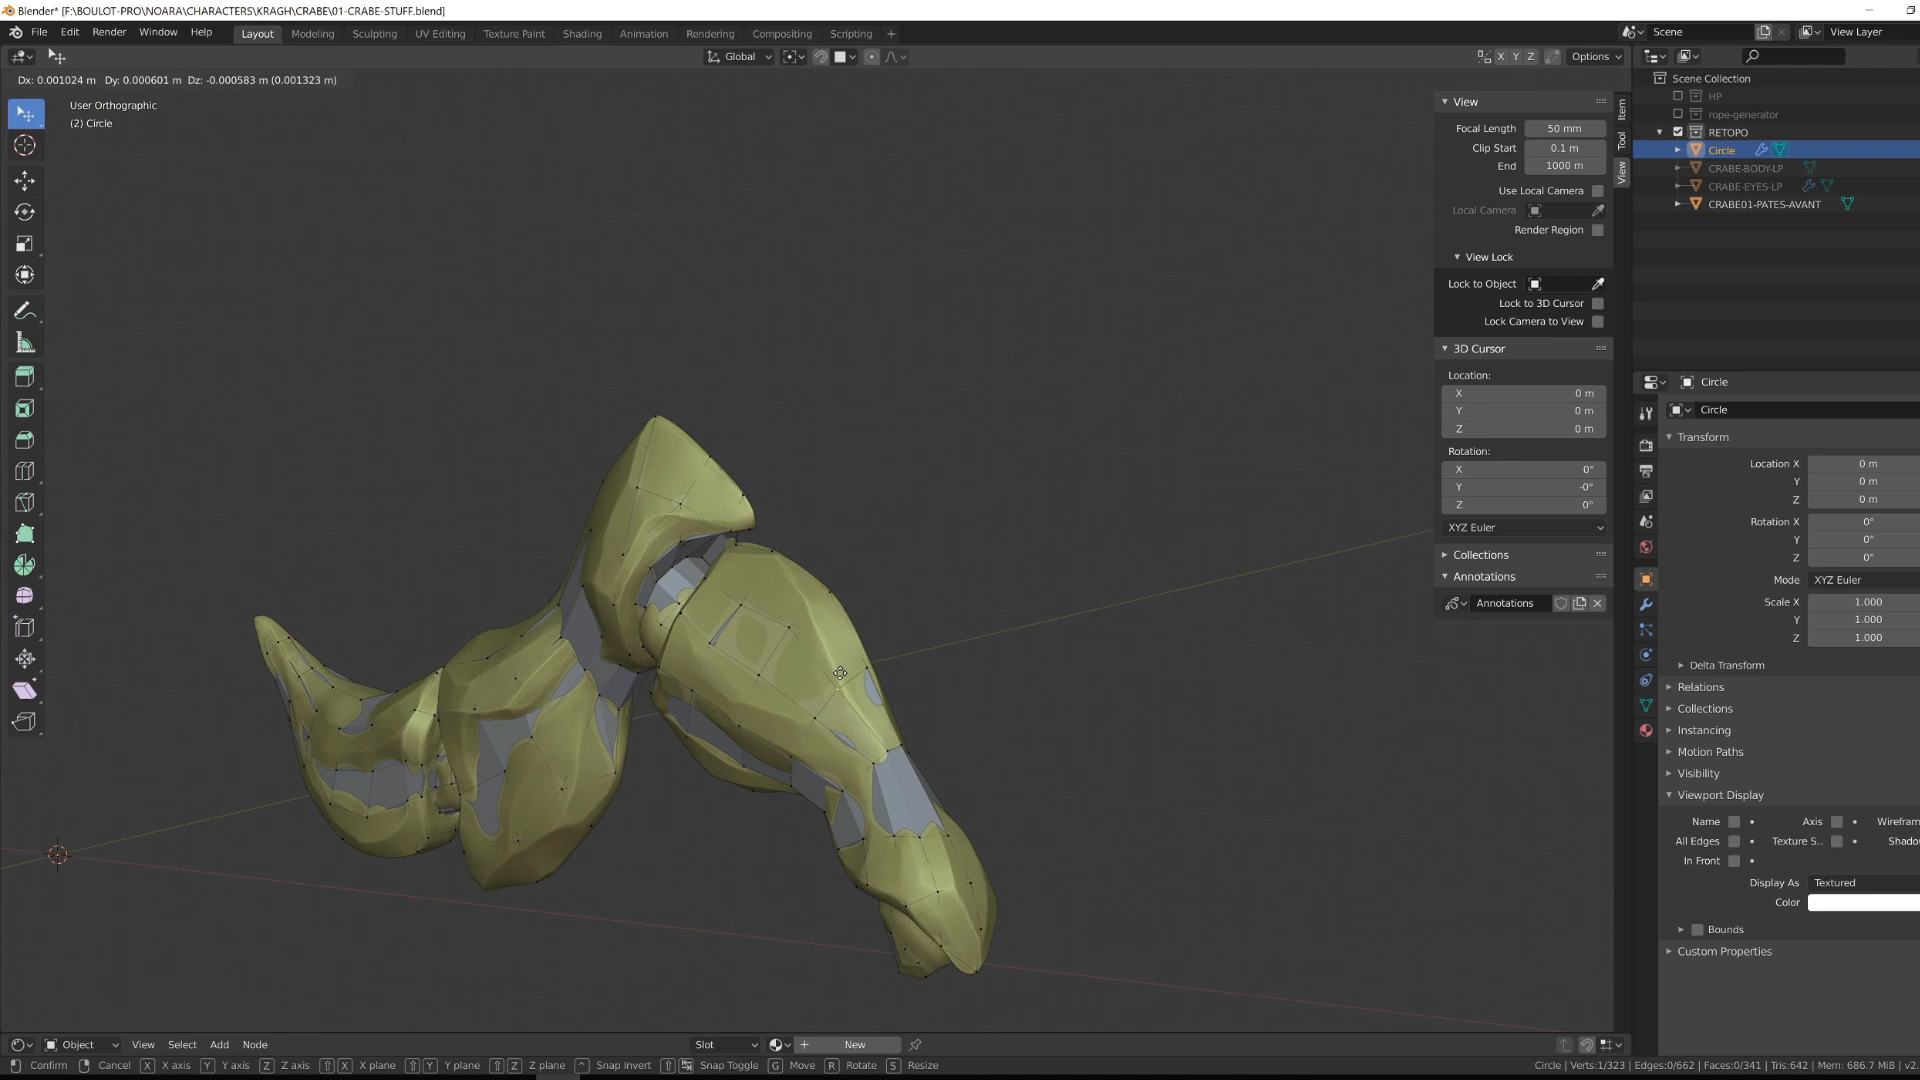 Blender* [F:\BOULOT-PRO\NOARA\CHARACTERS\KRAGH\CRABE\01-CRABE-STUFF.blend]
File Edit Render Window Help Layout Modeling Sculpting UV Editing Texture Paint Shading Animation Rendering Compositing Scripting + Scene View Layer
Global X Y Z Options
Dx: 0.001024 m Dy: 0.000601 m Dz: -0.000583 m (0.001323 m)
User Orthographic
(2) Circle
View
Focal Length 50 mm
Clip Start 0.1 m
End 1000 m
Use Local Camera
Local Camera
Render Region
View Lock
Lock to Object
Lock to 3D Cursor
Lock Camera to View
3D Cursor
Location:
X 0 m
Y 0 m
Z 0 m
Rotation:
X 0°
Y -0°
Z 0°
XYZ Euler
Collections
Annotations
Annotations
Item
Tool
View
Scene Collection
HP
rope-generator
RETOPO
Circle
CRABE-BODY-LP
CRABE-EYES-LP
CRABE01-PATES-AVANT
Circle
Circle
Transform
Location X 0 m
Y 0 m
Z 0 m
Rotation X 0°
Y 0°
Z 0°
Mode XYZ Euler
Scale X 1.000
Y 1.000
Z 1.000
Delta Transform
Relations
Collections
Instancing
Motion Paths
Visibility
Viewport Display
Name Axis Wirefram
All Edges Texture S.. Shado
In Front
Display As Textured
Color
Bounds
Custom Properties
Object View Select Add Node Slot + New
Confirm Cancel X X axis Y Y axis Z Z axis X X plane Y Y plane Z Z plane Snap Invert Snap Toggle G Move R Rotate S Resize Circle | Verts:1/323 | Edges:0/662 | Faces:0/341 | Tris:642 | Mem: 686.7 MiB | v2.